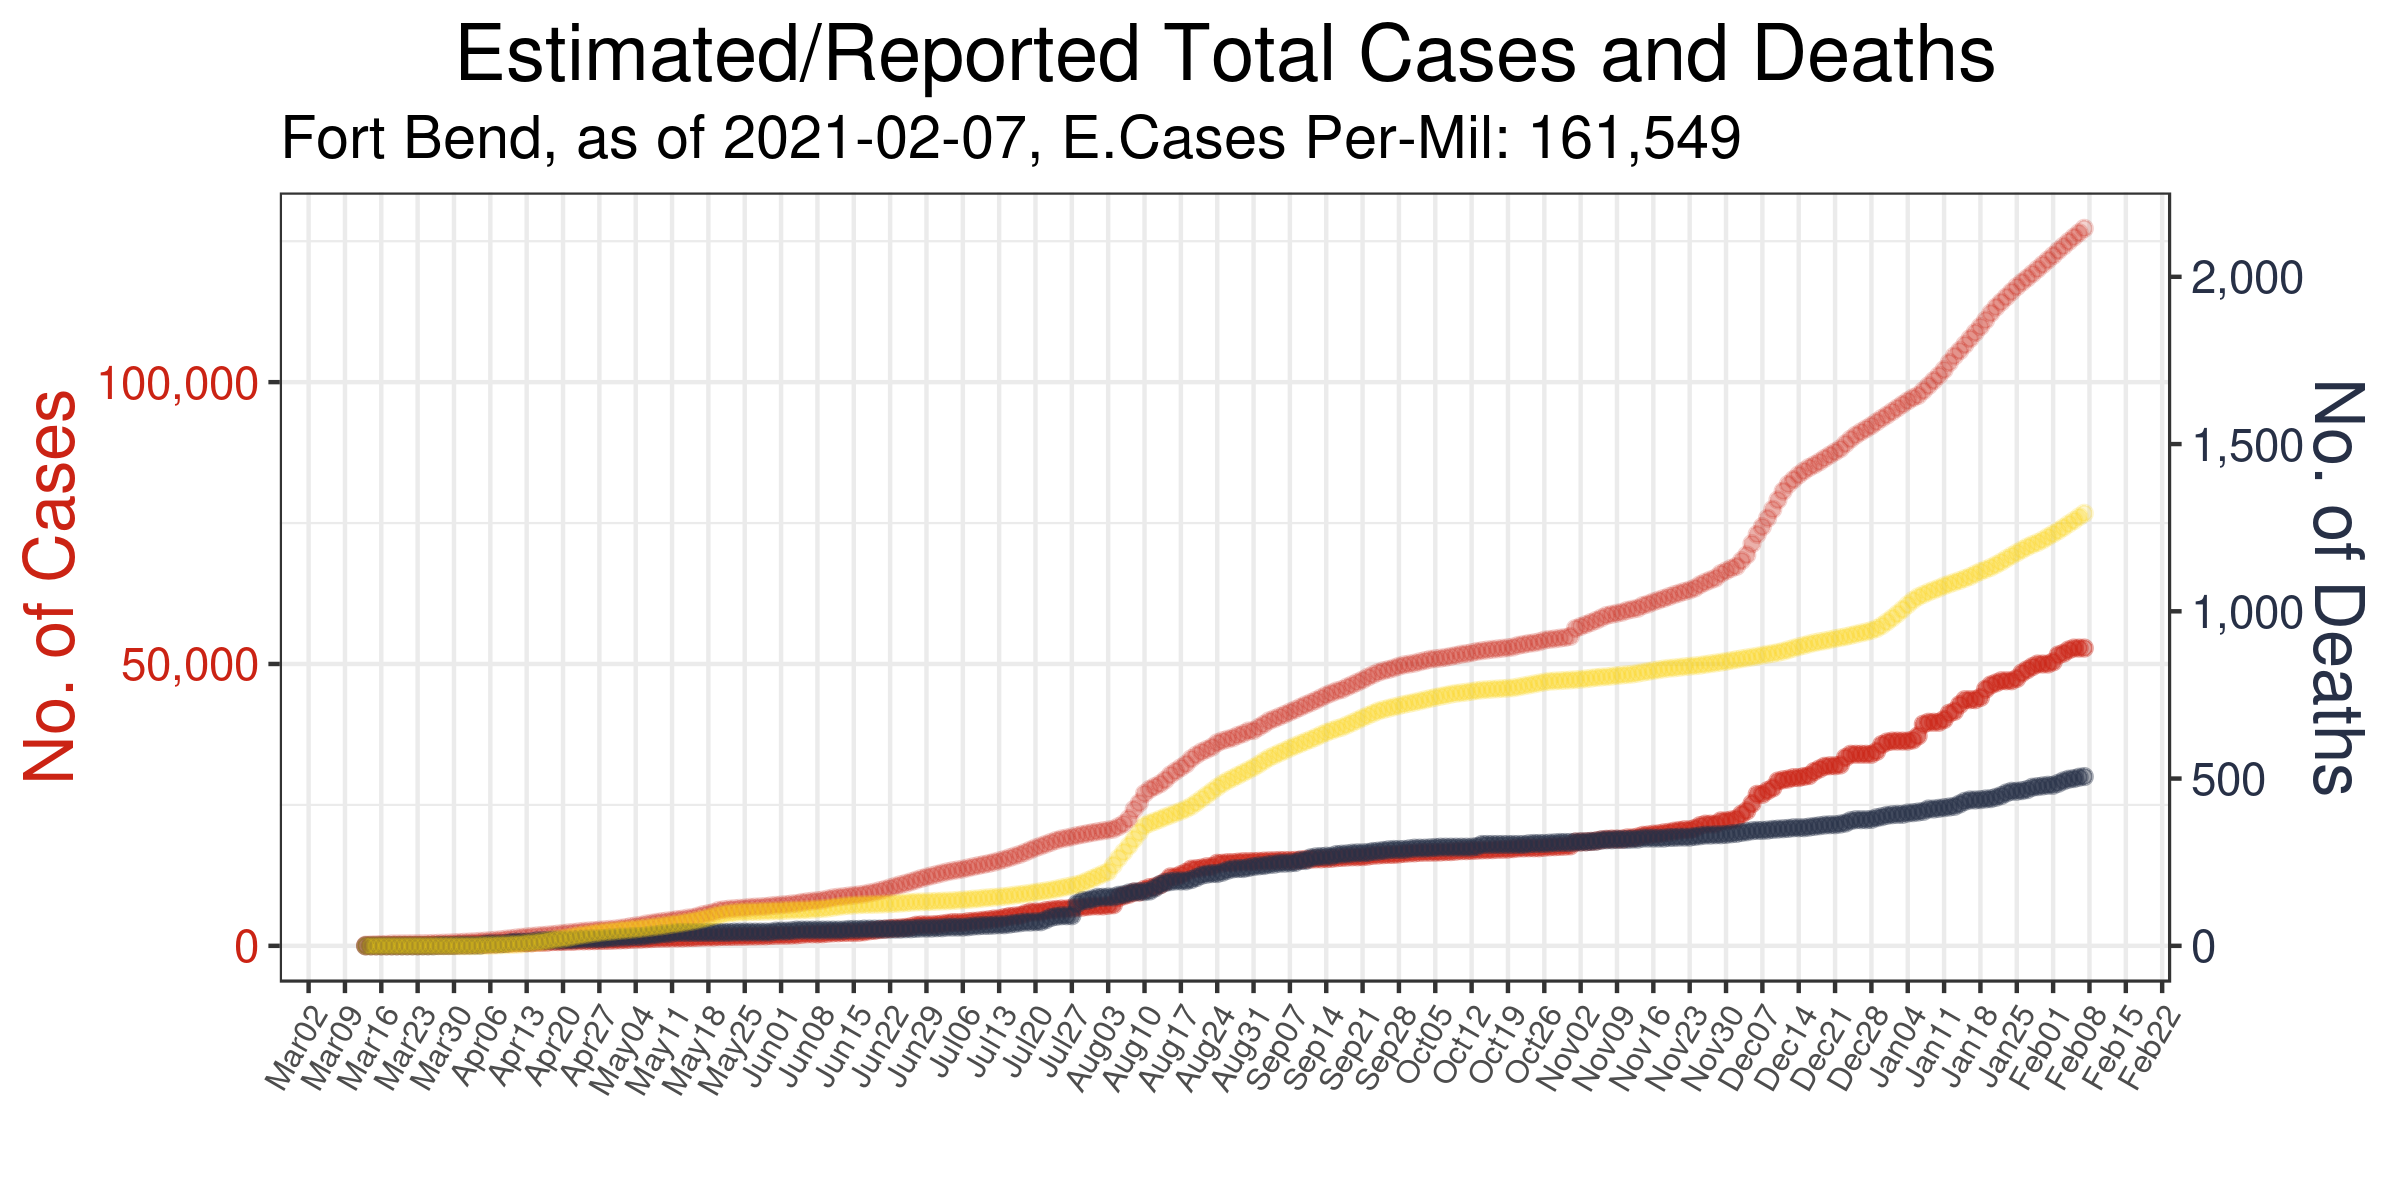 Estimated/Reported Total Cases and Deaths
Fort Bend, as of 2021-02-07, E.Cases Per-Mil: 161,549
No. of Cases
100,000
50,000
0
2,000
1,500
1,000
500
0
No. of Deaths
Mar02
Mar09
Mar16
Mar23
Mar30
Apr06
Apr13
Apr20
Apr27
May04
May11
May18
May25
Jun01
Jun08
Jun15
Jun22
Jun29
Jul06
Jul13
Jul20
Jul27
Aug03
Aug10
Aug17
Aug24
Aug31
Sep07
Sep14
Sep21
Sep28
Oct05
Oct12
Oct19
Oct26
Nov02
Nov09
Nov16
Nov23
Nov30
Dec07
Dec14
Dec21
Dec28
Jan04
Jan11
Jan18
Jan25
Feb01
Feb08
Feb15
Feb22